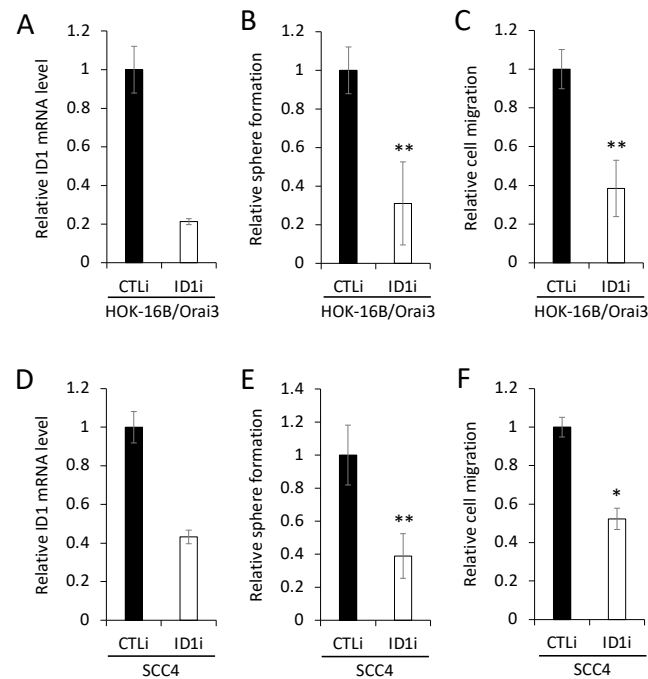 A
Relative ID1 mRNA level
1.2
1
0.8
0.6
0.4
0.2
0
CTLi ID1i
HOK-16B/Orai3
B
Relative sphere formation
1.2
1
0.8
0.6
0.4
0.2
0
**
CTLi ID1i
HOK-16B/Orai3
C
Relative cell migration
1.2
1
0.8
0.6
0.4
0.2
0
**
CTLi ID1i
HOK-16B/Orai3
D
Relative ID1 mRNA level
1.2
1
0.8
0.6
0.4
0.2
0
CTLi ID1i
SCC4
E
Relative sphere formation
1.4
1.2
1
0.8
0.6
0.4
0.2
0
**
CTLi ID1i
SCC4
F
Relative cell migration
1.2
1
0.8
0.6
0.4
0.2
0
*
CTLi ID1i
SCC4